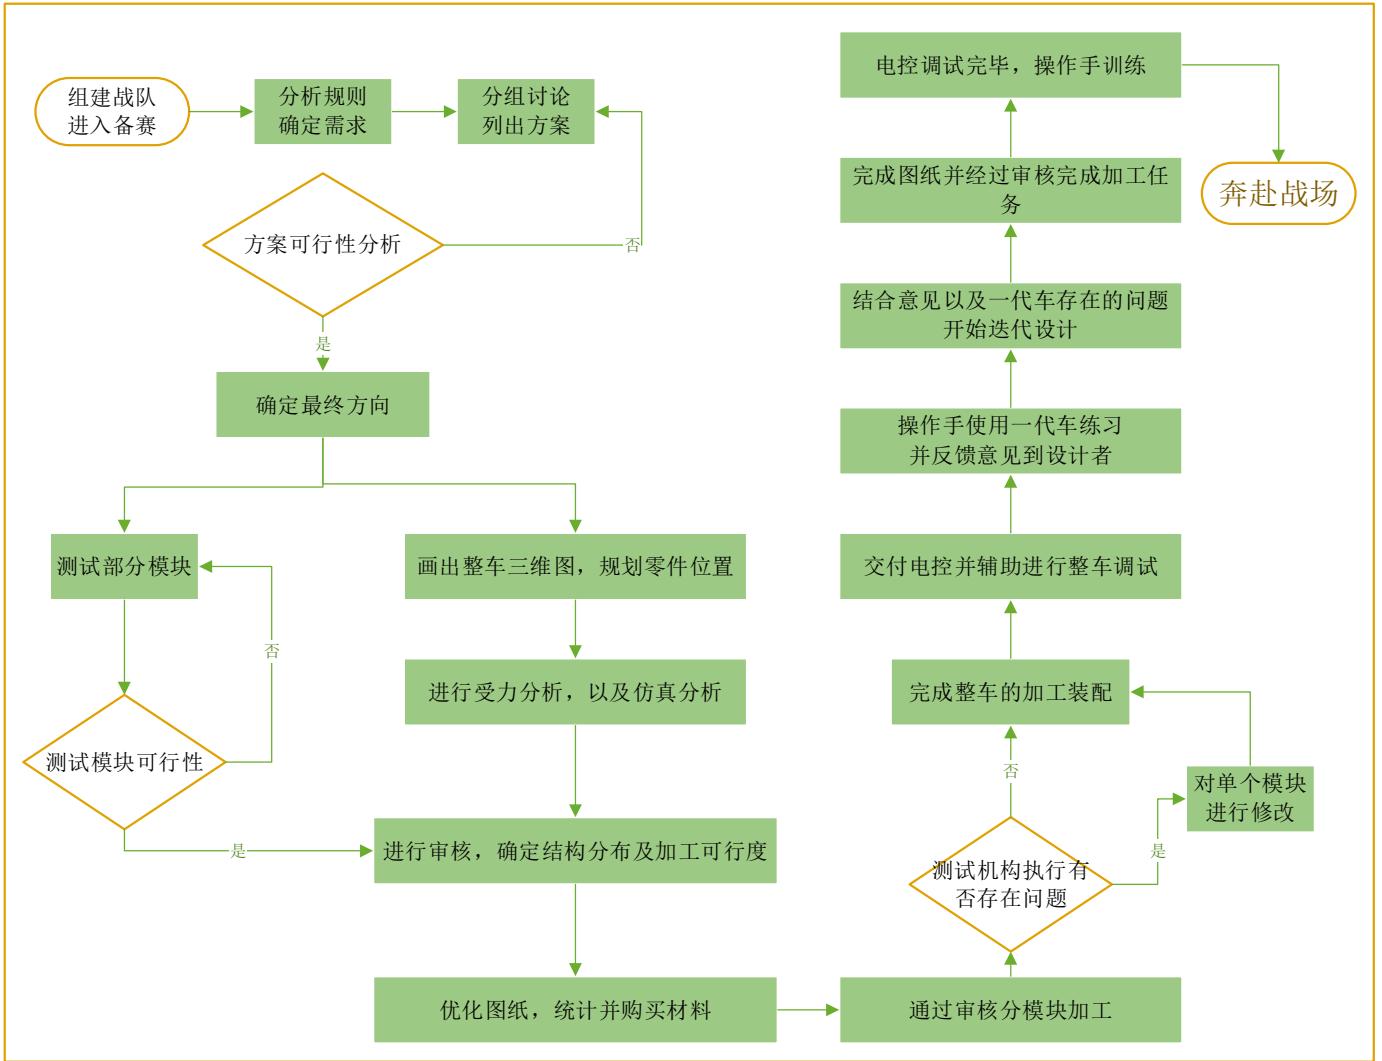 组建战队
进入备赛
分析规则
确定需求
分组讨论
列出方案
方案可行性分析
否
是
确定最终方向
测试部分模块
否
测试模块可行性
是
画出整车三维图，规划零件位置
进行受力分析，以及仿真分析
进行审核，确定结构分布及加工可行度
优化图纸，统计并购买材料
通过审核分模块加工
测试机构执行有
否存在问题
是
对单个模块
进行修改
否
完成整车的加工装配
交付电控并辅助进行整车调试
操作手使用一代车练习
并反馈意见到设计者
结合意见以及一代车存在的问题
开始迭代设计
完成图纸并经过审核完成加工任
务
电控调试完毕，操作手训练
奔赴战场